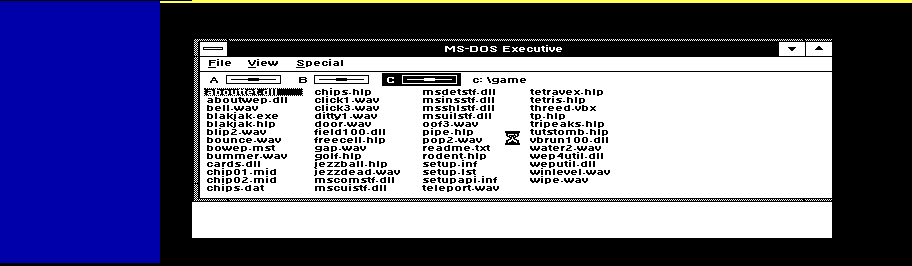 MS-DOS Executive
File View Special
A B C c: \game
abouttet.dll chips.hlp msdetstf.dll tetravex.hlp
aboutwep.dll click1.wav msinsstf.dll tetris.hlp
bell.wav click3.wav msshlstf.dll threed.vbx
blakjak.exe ditty1.wav msuilstf.dll tp.hlp
blakjak.hlp door.wav oof3.wav tripeaks.hlp
blip2.wav field100.dll pipe.hlp tutstomb.hlp
bounce.wav freecell.hlp pop2.wav vbrun100.dll
bowep.mst gap.wav readme.txt water2.wav
bummer.wav golf.hlp rodent.hlp wep4util.dll
cards.dll jezzball.hlp setup.inf weputil.dll
chip01.mid jezzdead.wav setup.lst winlevel.wav
chip02.mid mscomstf.dll setupapi.inf wipe.wav
chips.dat mscuistf.dll teleport.wav